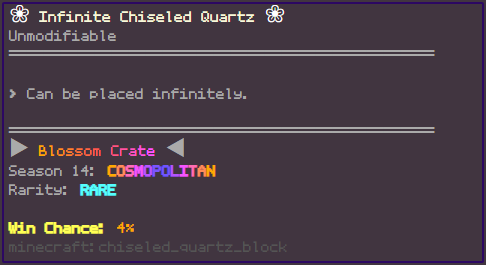 ❀ Infinite Chiseled Quartz ❀
Unmodifiable
> Can be placed infinitely.
▶ Blossom Crate ◀
Season 14: COSMOPOLITAN
Rarity: RARE
Win Chance: 4%
minecraft:chiseled_quartz_block